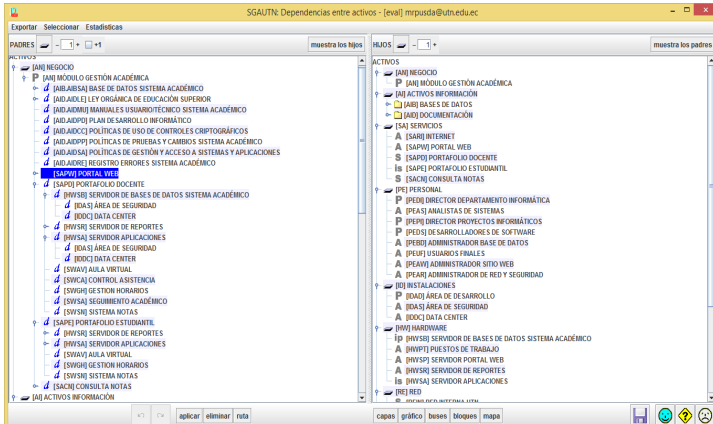 SGAUTN: Dependencias entre activos - [eval] mrpusda@utn.edu.ec
Exportar Seleccionar Estadísticas
PADRES - 1 + +1 muestra los hijos
ACTIVOS
[AN] NEGOCIO
P [AN] MÓDULO GESTIÓN ACADÉMICA
d [AIB.AIBSA] BASE DE DATOS SISTEMA ACADÉMICO
d [AID.AIDLE] LEY ORGÁNICA DE EDUCACIÓN SUPERIOR
d [AID.AIDMU] MANUALES USUARIO/TÉCNICO SISTEMA ACADÉMICO
d [AID.AIDPD] PLAN DESARROLLO INFORMÁTICO
d [AID.AIDCC] POLÍTICAS DE USO DE CONTROLES CRIPTOGRÁFICOS
d [AID.AIDPP] POLÍTICAS DE PRUEBAS Y CAMBIOS SISTEMA ACADÉMICO
d [AID.AIDSA] POLÍTICAS DE GESTIÓN Y ACCESO A SISTEMAS Y APLICACIONES
d [AID.AIDRE] REGISTRO ERRORES SISTEMA ACADÉMICO
[SAPW] PORTAL WEB
d [SAPD] PORTAFOLIO DOCENTE
d [HWSB] SERVIDOR DE BASES DE DATOS SISTEMA ACADÉMICO
d [IDAS] ÁREA DE SEGURIDAD
d [IDDC] DATA CENTER
d [HWSR] SERVIDOR DE REPORTES
d [HWSA] SERVIDOR APLICACIONES
d [IDAS] ÁREA DE SEGURIDAD
d [IDDC] DATA CENTER
d [SWAV] AULA VIRTUAL
d [SWCA] CONTROL ASISTENCIA
d [SWGH] GESTION HORARIOS
d [SWSA] SEGUIMIENTO ACADÉMICO
d [SWSN] SISTEMA NOTAS
d [SAPE] PORTAFOLIO ESTUDIANTIL
d [HWSR] SERVIDOR DE REPORTES
d [HWSA] SERVIDOR APLICACIONES
d [SWAV] AULA VIRTUAL
d [SWGH] GESTION HORARIOS
d [SWSN] SISTEMA NOTAS
d [SACN] CONSULTA NOTAS
[AI] ACTIVOS INFORMACIÓN
aplicar eliminar ruta
HIJOS - 1 + muestra los padres
ACTIVOS
[AN] NEGOCIO
P [AN] MÓDULO GESTIÓN ACADÉMICA
[AI] ACTIVOS INFORMACIÓN
[AIB] BASES DE DATOS
[AID] DOCUMENTACIÓN
[SA] SERVICIOS
A [SARI] INTERNET
A [SAPW] PORTAL WEB
S [SAPD] PORTAFOLIO DOCENTE
is [SAPE] PORTAFOLIO ESTUDIANTIL
S [SACN] CONSULTA NOTAS
[PE] PERSONAL
P [PEDI] DIRECTOR DEPARTAMENTO INFORMÁTICA
A [PEAS] ANALISTAS DE SISTEMAS
P [PEPI] DIRECTOR PROYECTOS INFORMÁTICOS
P [PEDS] DESARROLLADORES DE SOFTWARE
A [PEBD] ADMINISTRADOR BASE DE DATOS
A [PEUF] USUARIOS FINALES
A [PEAW] ADMINISTRADOR SITIO WEB
A [PEAR] ADMINISTRADOR DE RED Y SEGURIDAD
[ID] INSTALACIONES
P [IDAD] ÁREA DE DESARROLLO
A [IDAS] ÁREA DE SEGURIDAD
A [IDDC] DATA CENTER
[HW] HARDWARE
ip [HWSB] SERVIDOR DE BASES DE DATOS SISTEMA ACADÉMICO
A [HWPT] PUESTOS DE TRABAJO
A [HWSP] SERVIDOR PORTAL WEB
A [HWSR] SERVIDOR DE REPORTES
is [HWSA] SERVIDOR APLICACIONES
[RE] RED
capas gráfico buses bloques mapa